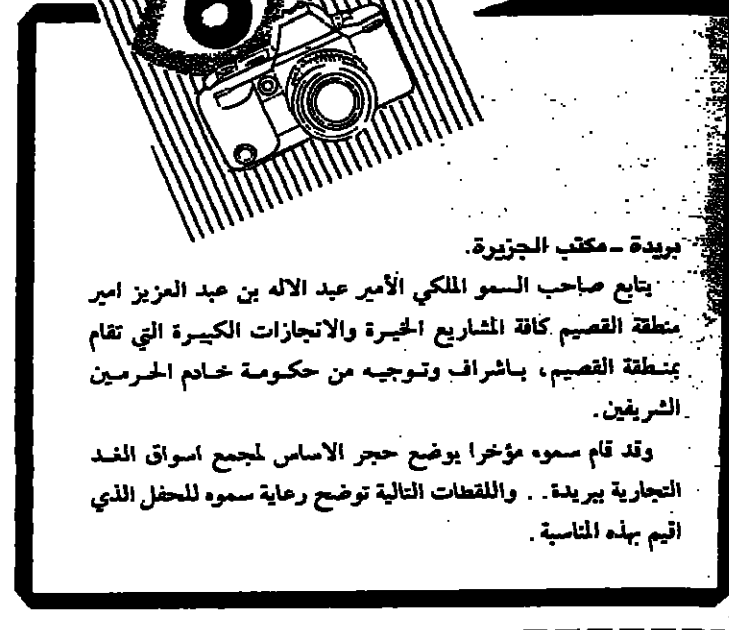 بريدة - مكتب الجزيرة.
يتابع صاحب السمو الملكي الأمير عبد الاله بن عبد العزيز امير
منطقة القصيم كافة المشاريع الخيرة والانجازات الكبيرة التي تقام
بمنطقة القصيم، باشراف وتوجيه من حكومة خادم الحرمين
الشريفين.
وقد قام سموه مؤخرا بوضع حجر الاساس لمجمع اسواق الغد
التجارية ببريدة.. واللقطات التالية توضح رعاية سموه للحفل الذي
اقيم بهذه المناسبة.